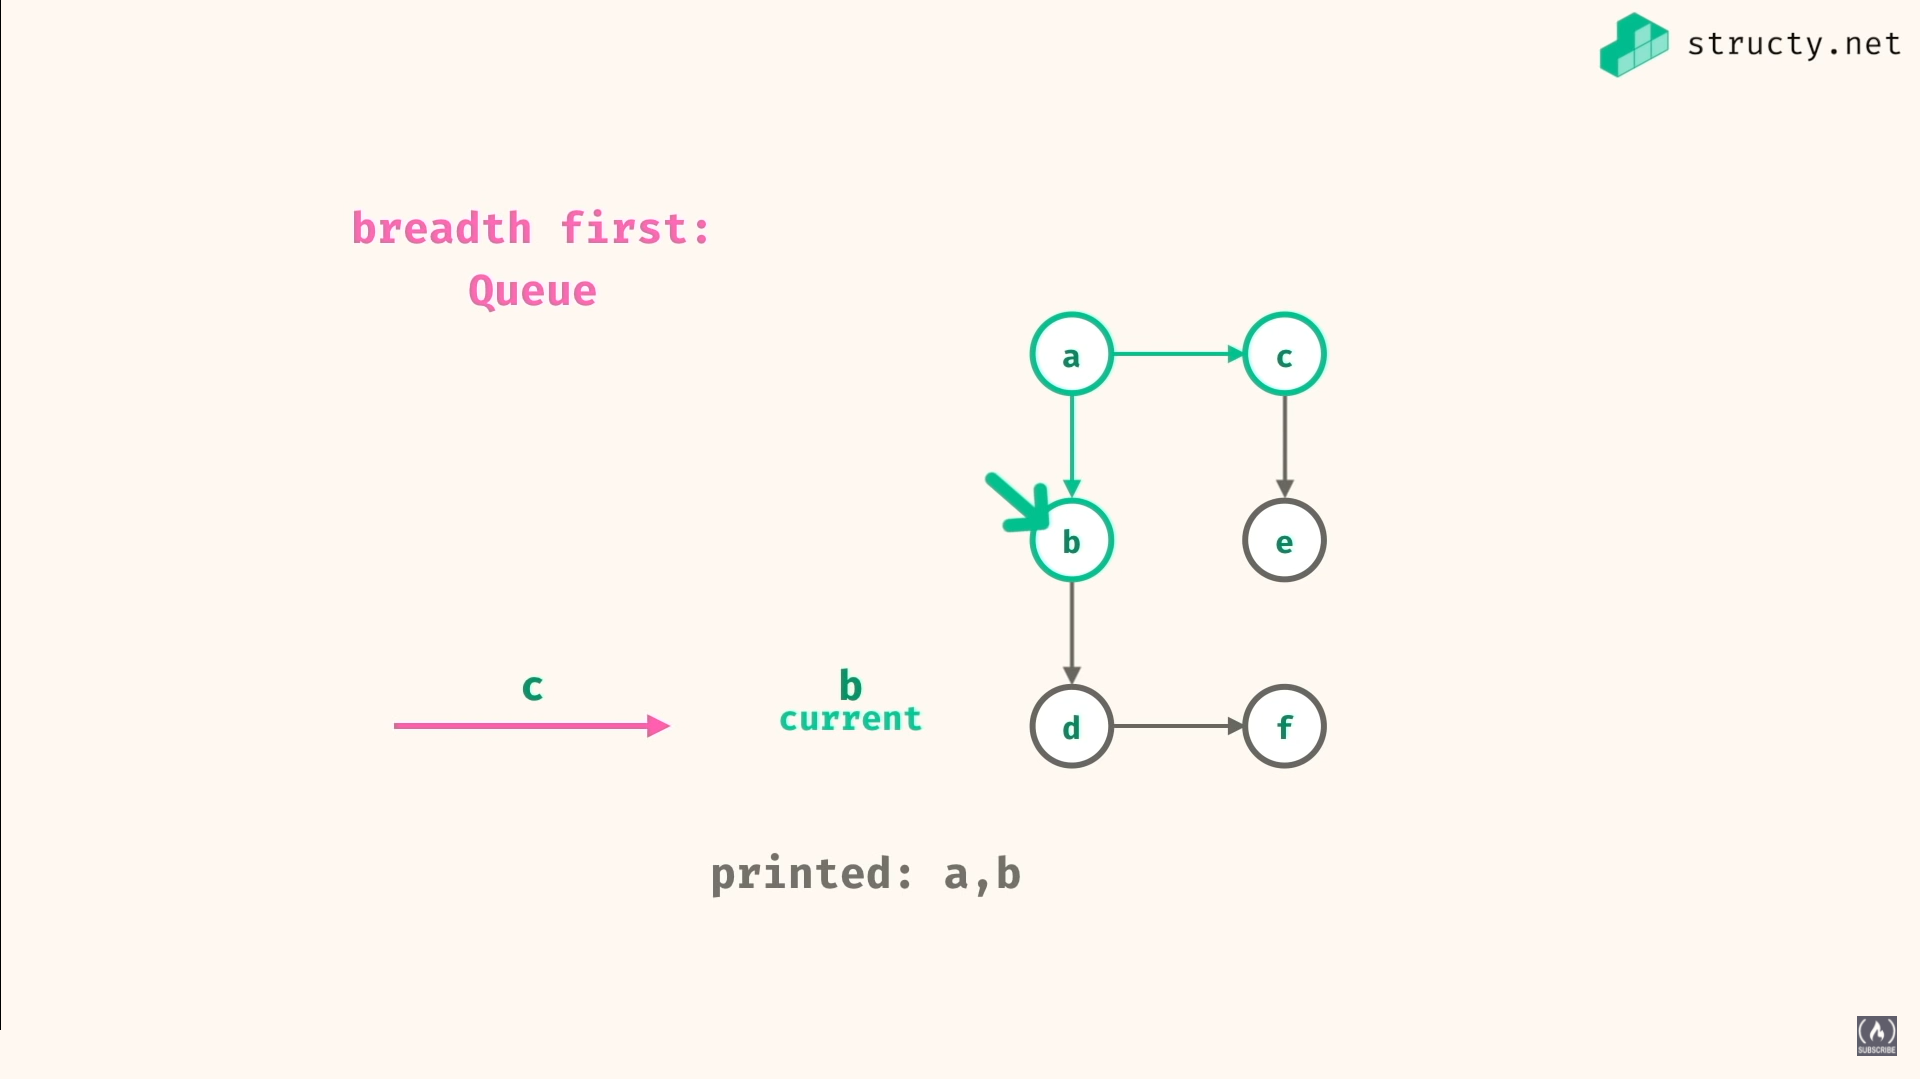 structy.net
breadth first:
Queue
a
c
b
e
c
b
current
d
f
printed: a,b
SUBSCRIBE